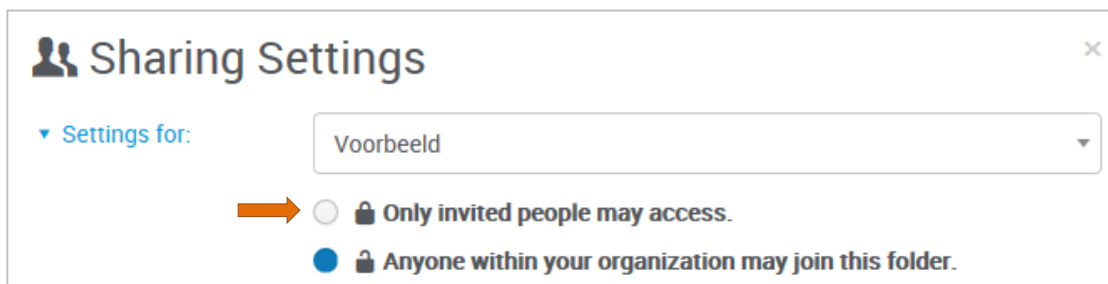 Sharing Settings
Settings for:
Voorbeeld
Only invited people may access.
Anyone within your organization may join this folder.